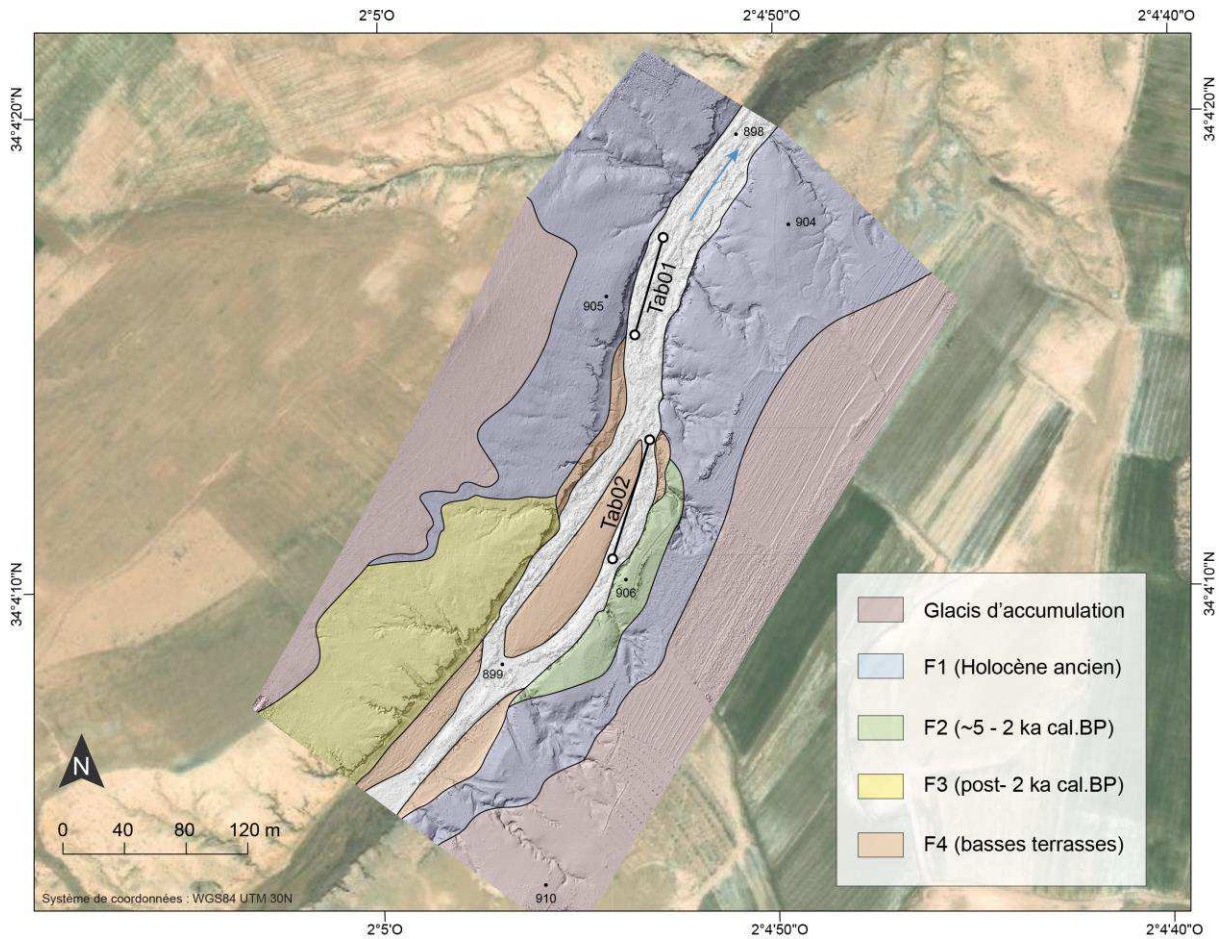 2°5'O
2°4'50"O
2°4'40"O
34°4'20"N
34°4'20"N
898
904
905
Tab01
Tab02
906
34°4'10"N
34°4'10"N
899
910
N
0 40 80 120 m
Système de coordonnées : WGS84 UTM 30N
Glacis d'accumulation
F1 (Holocène ancien)
F2 (~5 - 2 ka cal.BP)
F3 (post- 2 ka cal.BP)
F4 (basses terrasses)
2°5'O
2°4'50"O
2°4'40"O